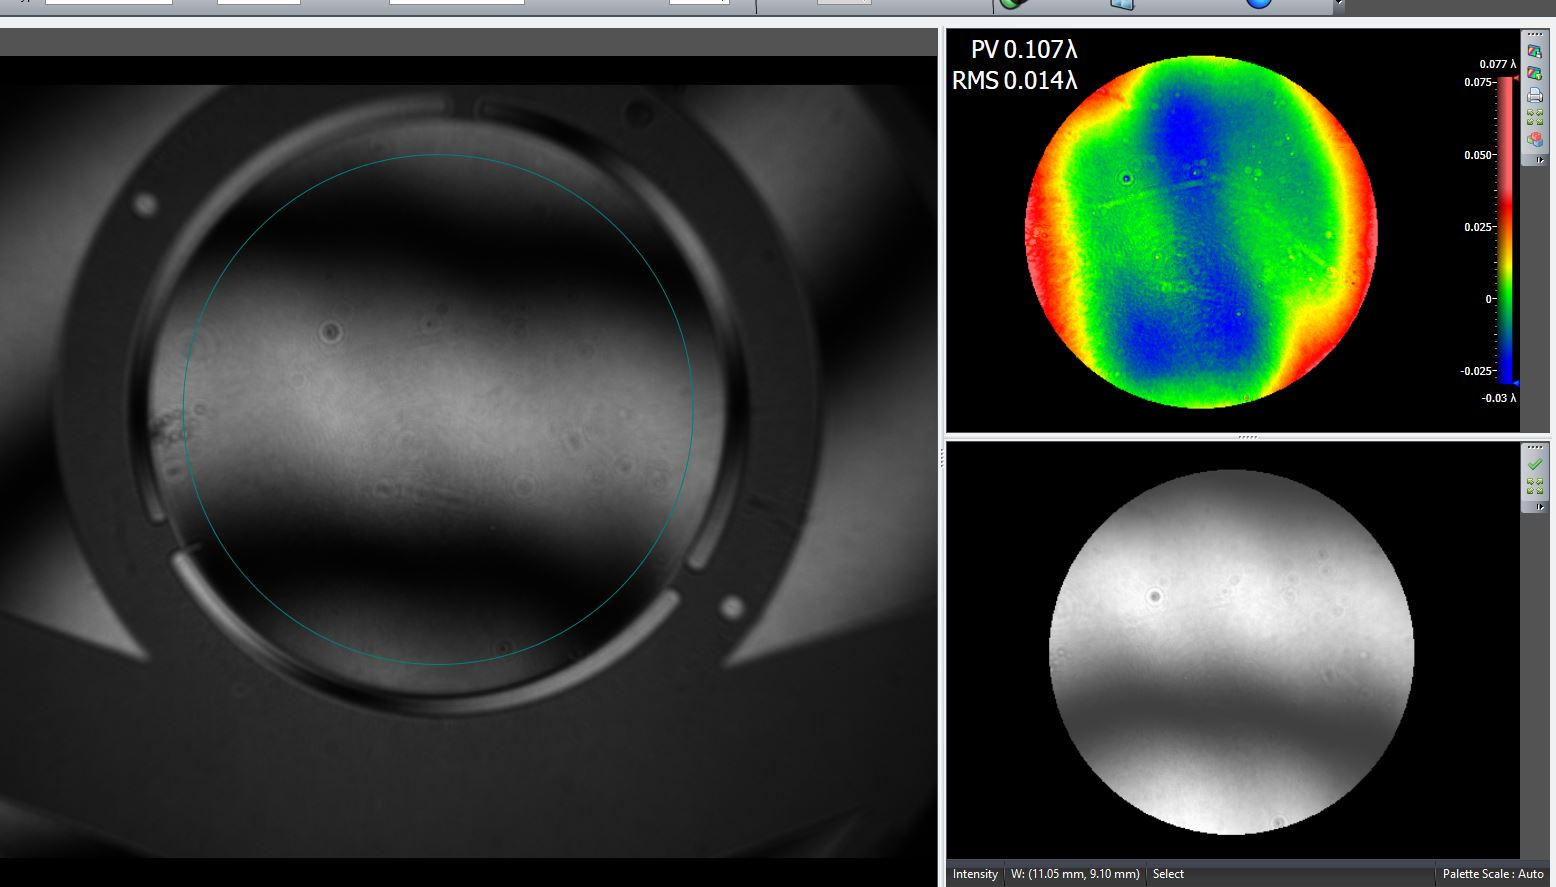 PV 0.107λ
RMS 0.014λ
0.077 λ
0.075
0.050
0.025
0
-0.025
-0.03 λ
Intensity W: (11.05 mm, 9.10 mm) Select Palette Scale : Auto